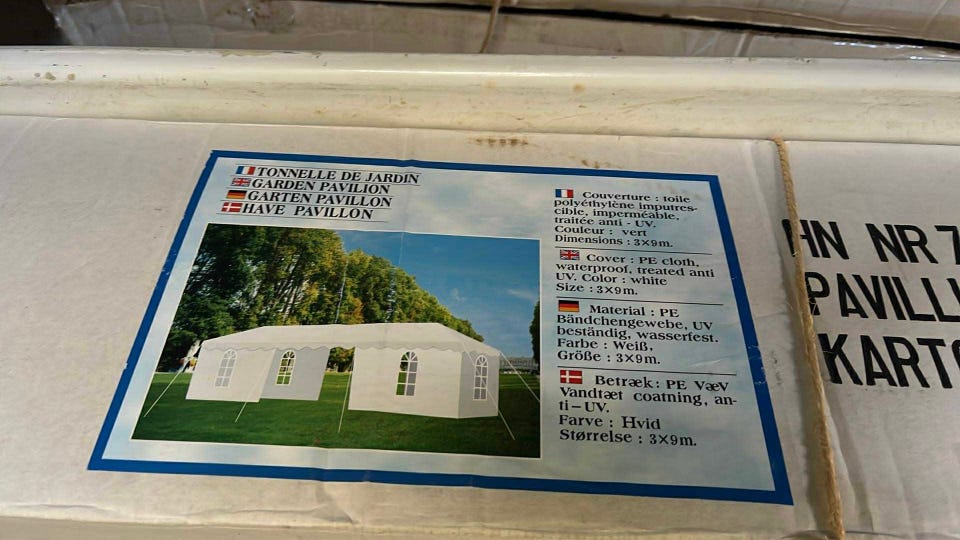 TONNELLE DE JARDIN
GARDEN PAVILION
GARTEN PAVILLON
HAVE PAVILLON
Couverture : toile
polyéthylène imputres-
cible, imperméable,
traitée anti - UV.
Couleur : vert
Dimensions : 3×9m.
Cover : PE cloth,
waterproof, treated anti
UV. Color : white
Size : 3×9m.
Material : PE
Bändchengewebe, UV
beständig, wasserfest.
Farbe : Weiß,
Größe : 3×9m.
Betræk : PE VæV
Vandtæt coatning, an-
ti-UV.
Farve : Hvid
Størrelse : 3×9m.
NR 7